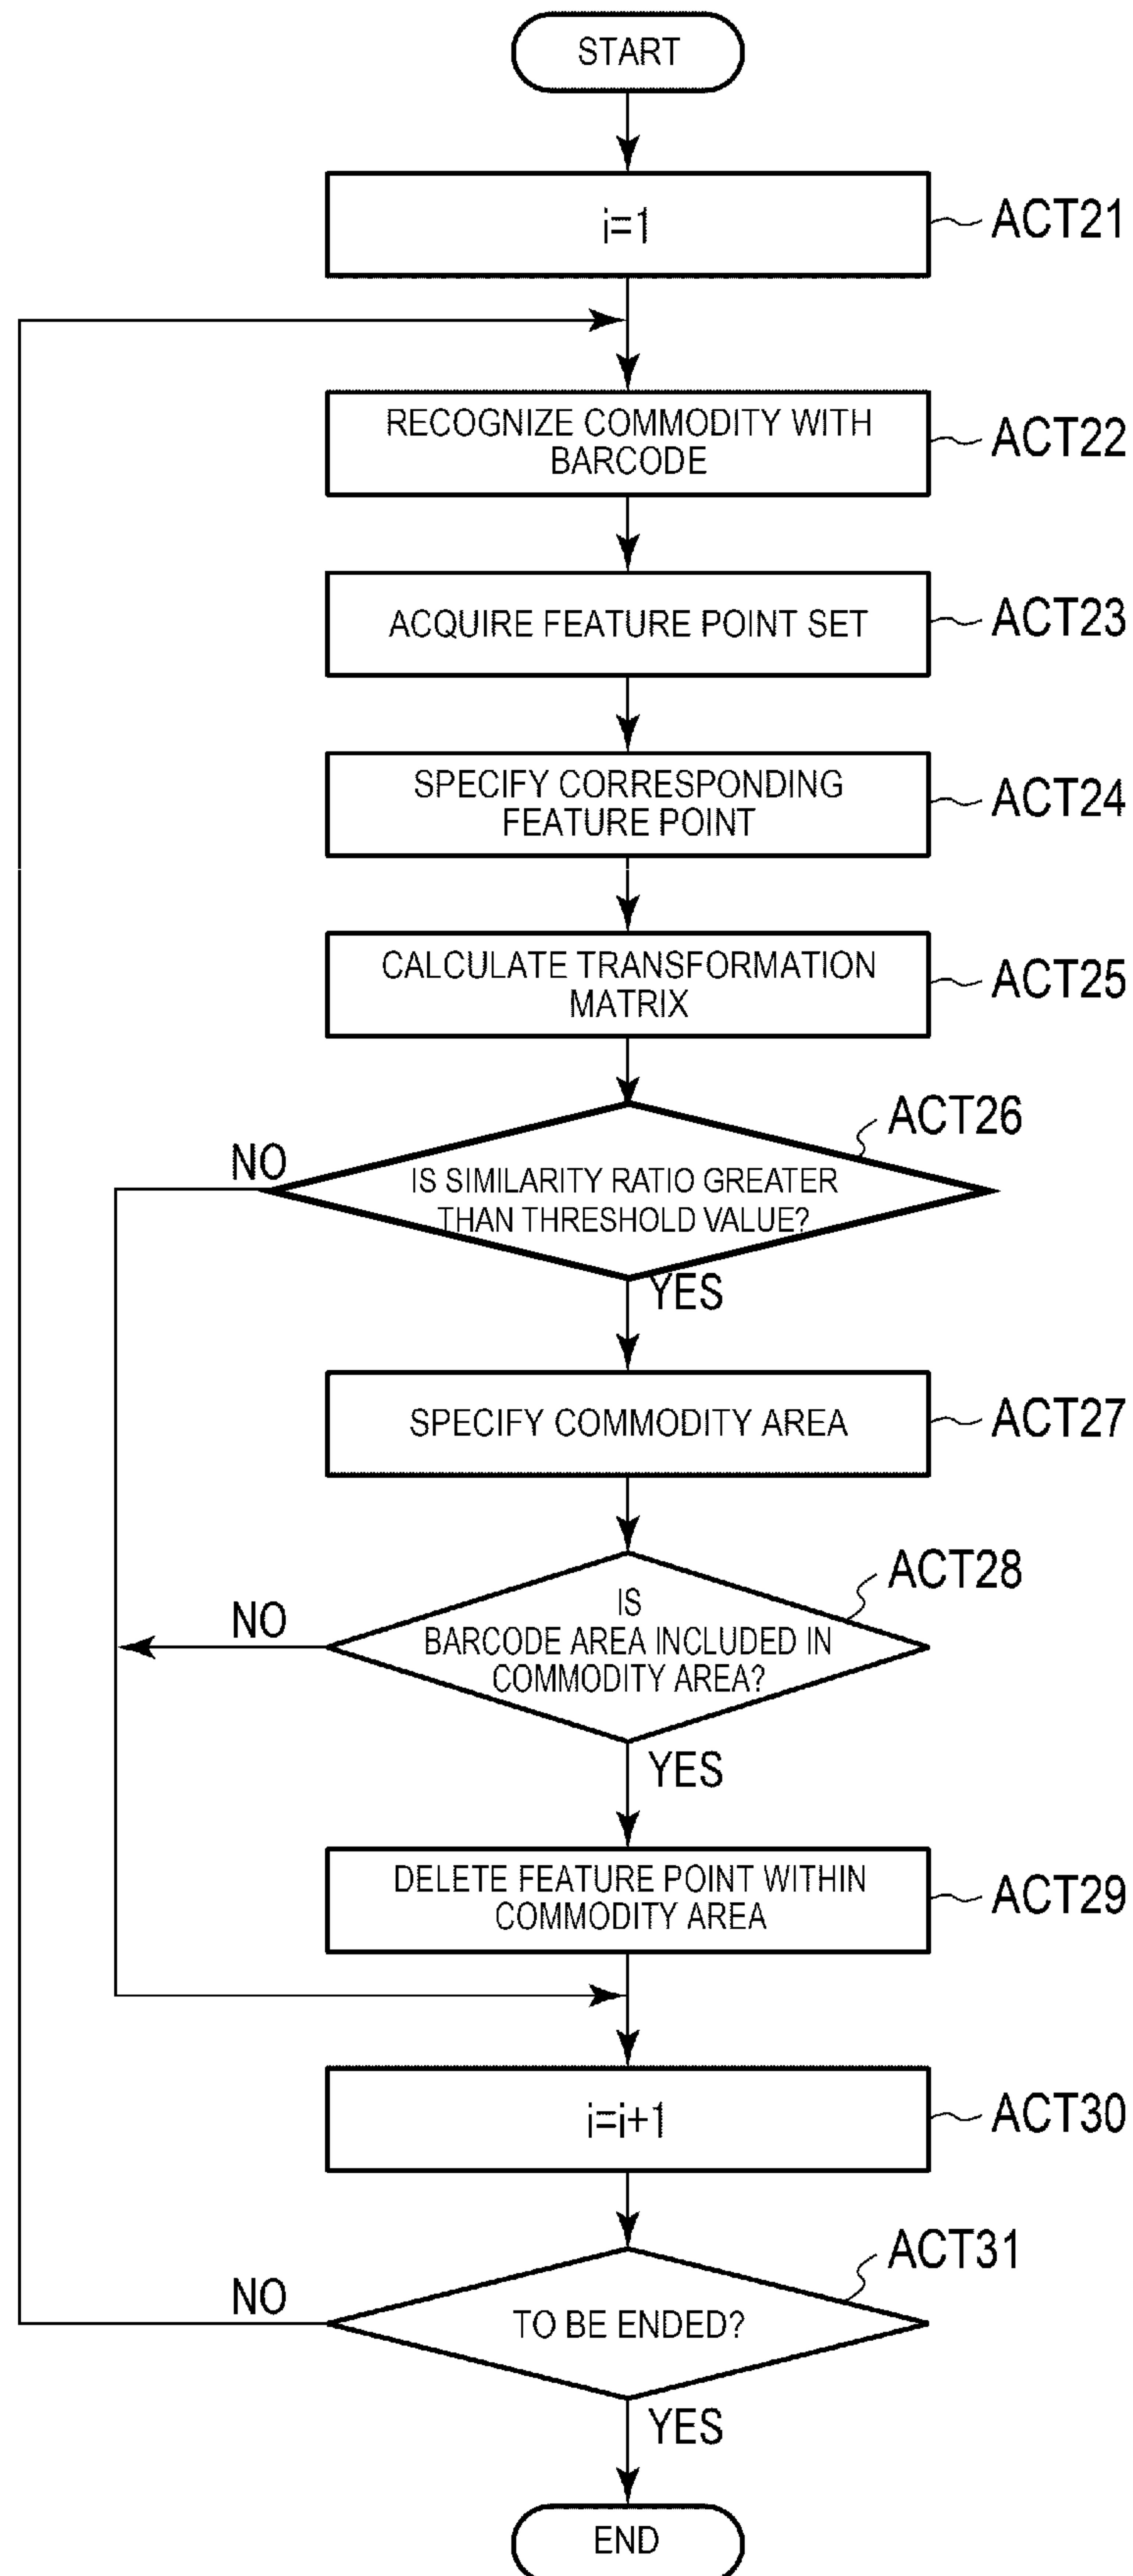 START
i=1
ACT21
RECOGNIZE COMMODITY WITH
BARCODE
ACT22
ACQUIRE FEATURE POINT SET
ACT23
SPECIFY CORRESPONDING
FEATURE POINT
ACT24
CALCULATE TRANSFORMATION
MATRIX
ACT25
ACT26
NO
IS SIMILARITY RATIO GREATER
THAN THRESHOLD VALUE?
YES
SPECIFY COMMODITY AREA
ACT27
ACT28
NO
IS
BARCODE AREA INCLUDED IN
COMMODITY AREA?
YES
DELETE FEATURE POINT WITHIN
COMMODITY AREA
ACT29
i=i+1
ACT30
ACT31
NO
TO BE ENDED?
YES
END